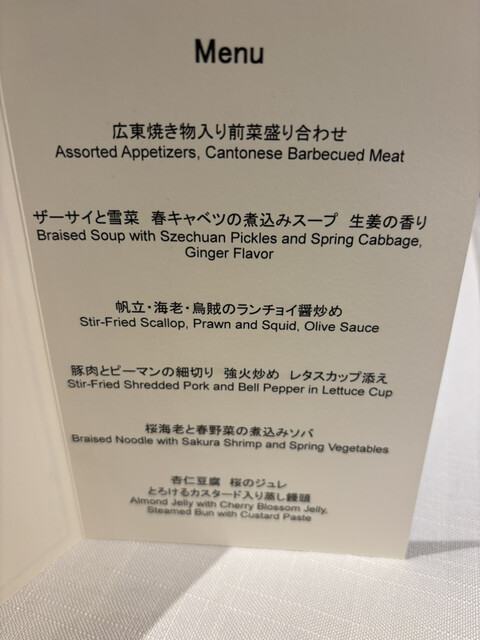 Menu
広東焼き物入り前菜盛り合わせ
Assorted Appetizers, Cantonese Barbecued Meat
ザーサイと雪菜 春キャベツの煮込みスープ 生姜の香り
Braised Soup with Szechuan Pickles and Spring Cabbage,
Ginger Flavor
帆立・海老・烏賊のランチョイ醤炒め
Stir-Fried Scallop, Prawn and Squid, Olive Sauce
豚肉とピーマンの細切り 強火炒め レタスカップ添え
Stir-Fried Shredded Pork and Bell Pepper in Lettuce Cup
桜海老と春野菜の煮込みソバ
Braised Noodle with Sakura Shrimp and Spring Vegetables
杏仁豆腐 桜のジュレ
とろけるカスタード入り蒸し饅頭
Almond Jelly with Cherry Blossom Jelly,
Steamed Bun with Custard Paste